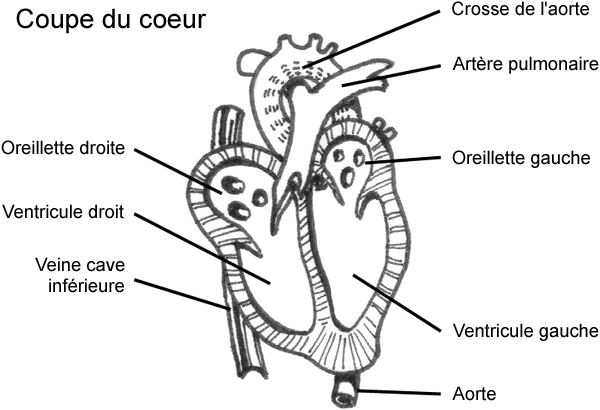 Coupe du coeur
Crosse de l'aorte
Artère pulmonaire
Oreillette droite
Oreillette gauche
Ventricule droit
Veine cave
inférieure
Ventricule gauche
Aorte